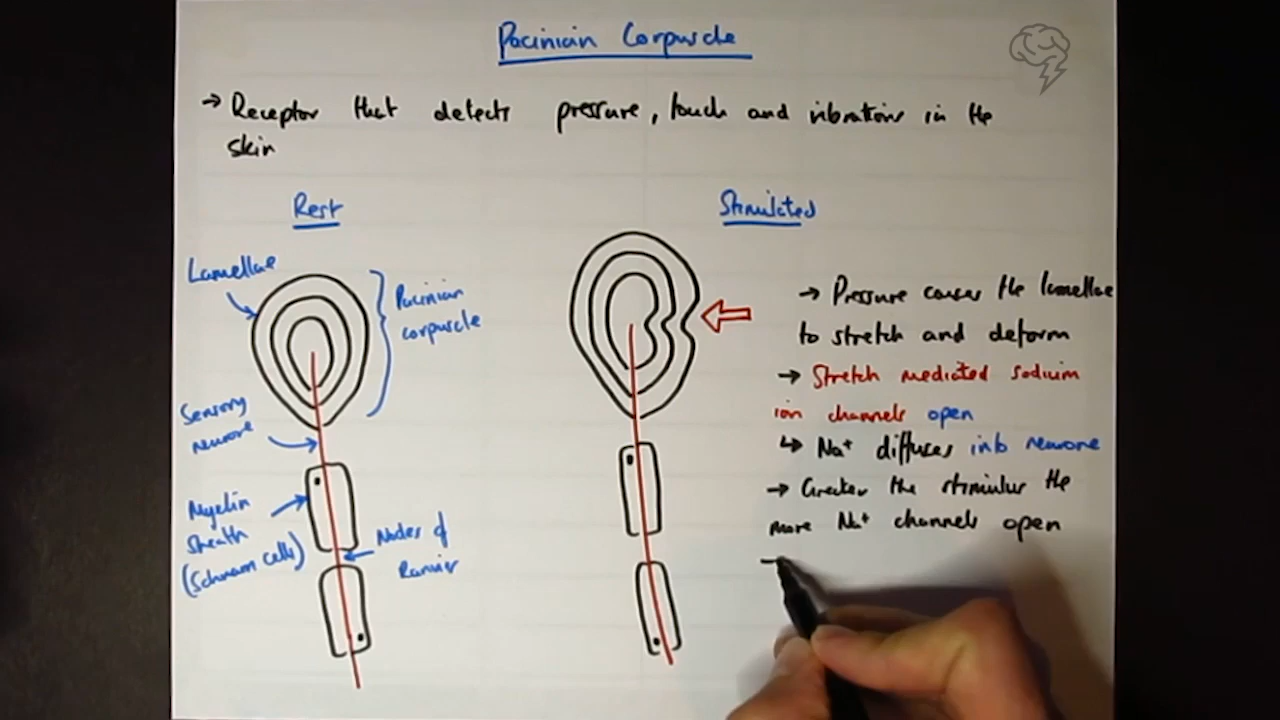 Pacinian Corpuscle
→ Receptor that detects pressure, touch and vibrations in the
skin
Rest
Stimulated
Lamellae
Pacinian
corpuscle
Sensory
neurone
Myelin
Sheath
(Schwann cells)
Nodes of
Ranvier
→ Pressure causes the lamellae
to stretch and deform
→ Stretch mediated sodium
ion channels open
↳ Na⁺ diffuses into neurone
→ Greater the stimulus the
more Na⁺ channels open